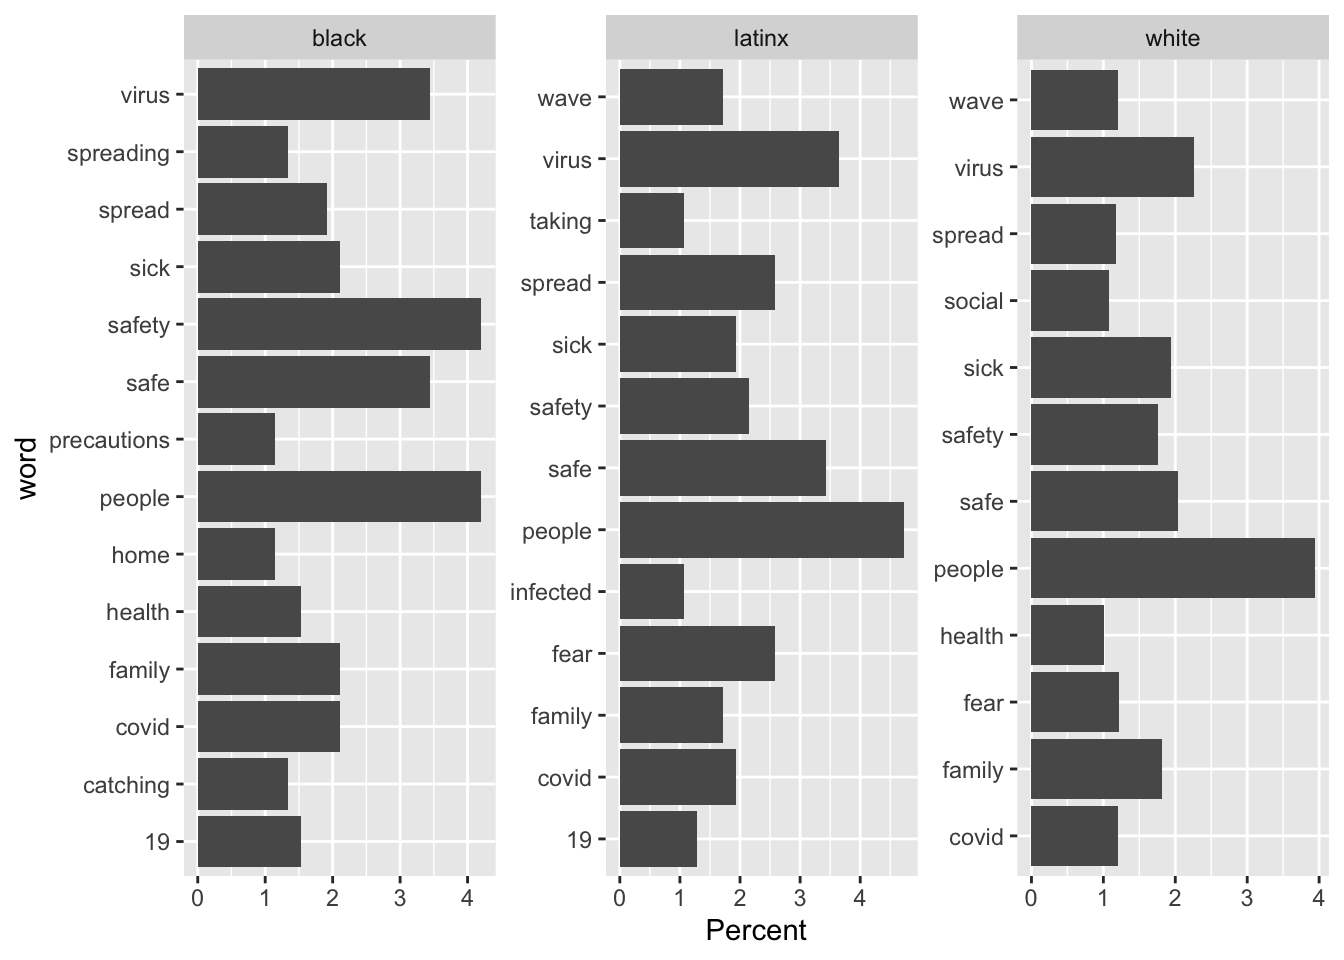 black
latinx
white
word
virus
spreading
spread
sick
safety
safe
precautions
people
home
health
family
covid
catching
19
0 1 2 3 4
wave
virus
taking
spread
sick
safety
safe
people
infected
fear
family
covid
19
0 1 2 3 4
wave
virus
spread
social
sick
safety
safe
people
health
fear
family
covid
0 1 2 3 4
Percent